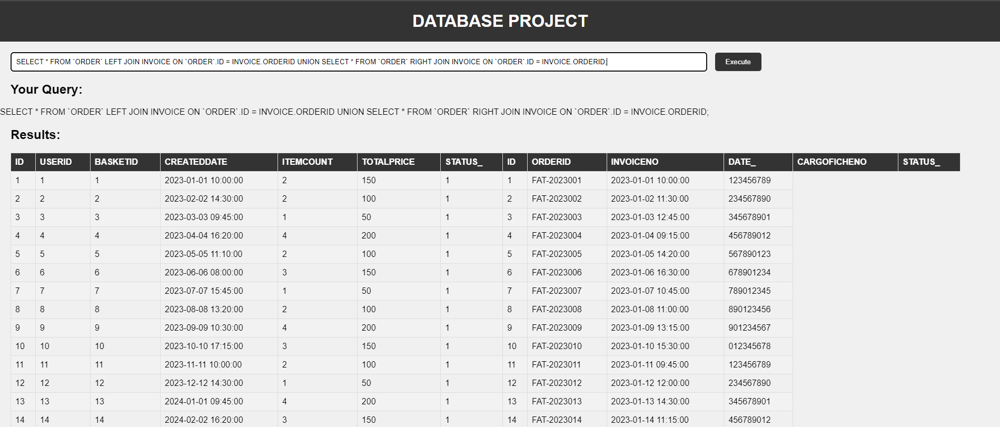 DATABASE PROJECT
SELECT * FROM `ORDER` LEFT JOIN INVOICE ON `ORDER`.ID = INVOICE.ORDERID UNION SELECT * FROM `ORDER` RIGHT JOIN INVOICE ON `ORDER`.ID = INVOICE.ORDERID; Execute
Your Query:
SELECT * FROM `ORDER` LEFT JOIN INVOICE ON `ORDER`.ID = INVOICE.ORDERID UNION SELECT * FROM `ORDER` RIGHT JOIN INVOICE ON `ORDER`.ID = INVOICE.ORDERID;
Results:
ID USERID BASKETID CREATEDDATE ITEMCOUNT TOTALPRICE STATUS_ ID ORDERID INVOICENO DATE_ CARGOFICHENO STATUS_
1 1 1 2023-01-01 10:00:00 2 150 1 1 FAT-2023001 2023-01-01 10:00:00 123456789
2 2 2 2023-02-02 14:30:00 2 100 1 2 FAT-2023002 2023-01-02 11:30:00 234567890
3 3 3 2023-03-03 09:45:00 1 50 1 3 FAT-2023003 2023-01-03 12:45:00 345678901
4 4 4 2023-04-04 16:20:00 4 200 1 4 FAT-2023004 2023-01-04 09:15:00 456789012
5 5 5 2023-05-05 11:10:00 2 100 1 5 FAT-2023005 2023-01-05 14:20:00 567890123
6 6 6 2023-06-06 08:00:00 3 150 1 6 FAT-2023006 2023-01-06 16:30:00 678901234
7 7 7 2023-07-07 15:45:00 1 50 1 7 FAT-2023007 2023-01-07 10:45:00 789012345
8 8 8 2023-08-08 13:20:00 2 100 1 8 FAT-2023008 2023-01-08 11:00:00 890123456
9 9 9 2023-09-09 10:30:00 4 200 1 9 FAT-2023009 2023-01-09 13:15:00 901234567
10 10 10 2023-10-10 17:15:00 3 150 1 10 FAT-2023010 2023-01-10 15:30:00 012345678
11 11 11 2023-11-11 10:00:00 2 100 1 11 FAT-2023011 2023-01-11 09:45:00 123456789
12 12 12 2023-12-12 14:30:00 1 50 1 12 FAT-2023012 2023-01-12 12:00:00 234567890
13 13 13 2024-01-01 09:45:00 4 200 1 13 FAT-2023013 2023-01-13 14:30:00 345678901
14 14 14 2024-02-02 16:20:00 3 150 1 14 FAT-2023014 2023-01-14 11:15:00 456789012